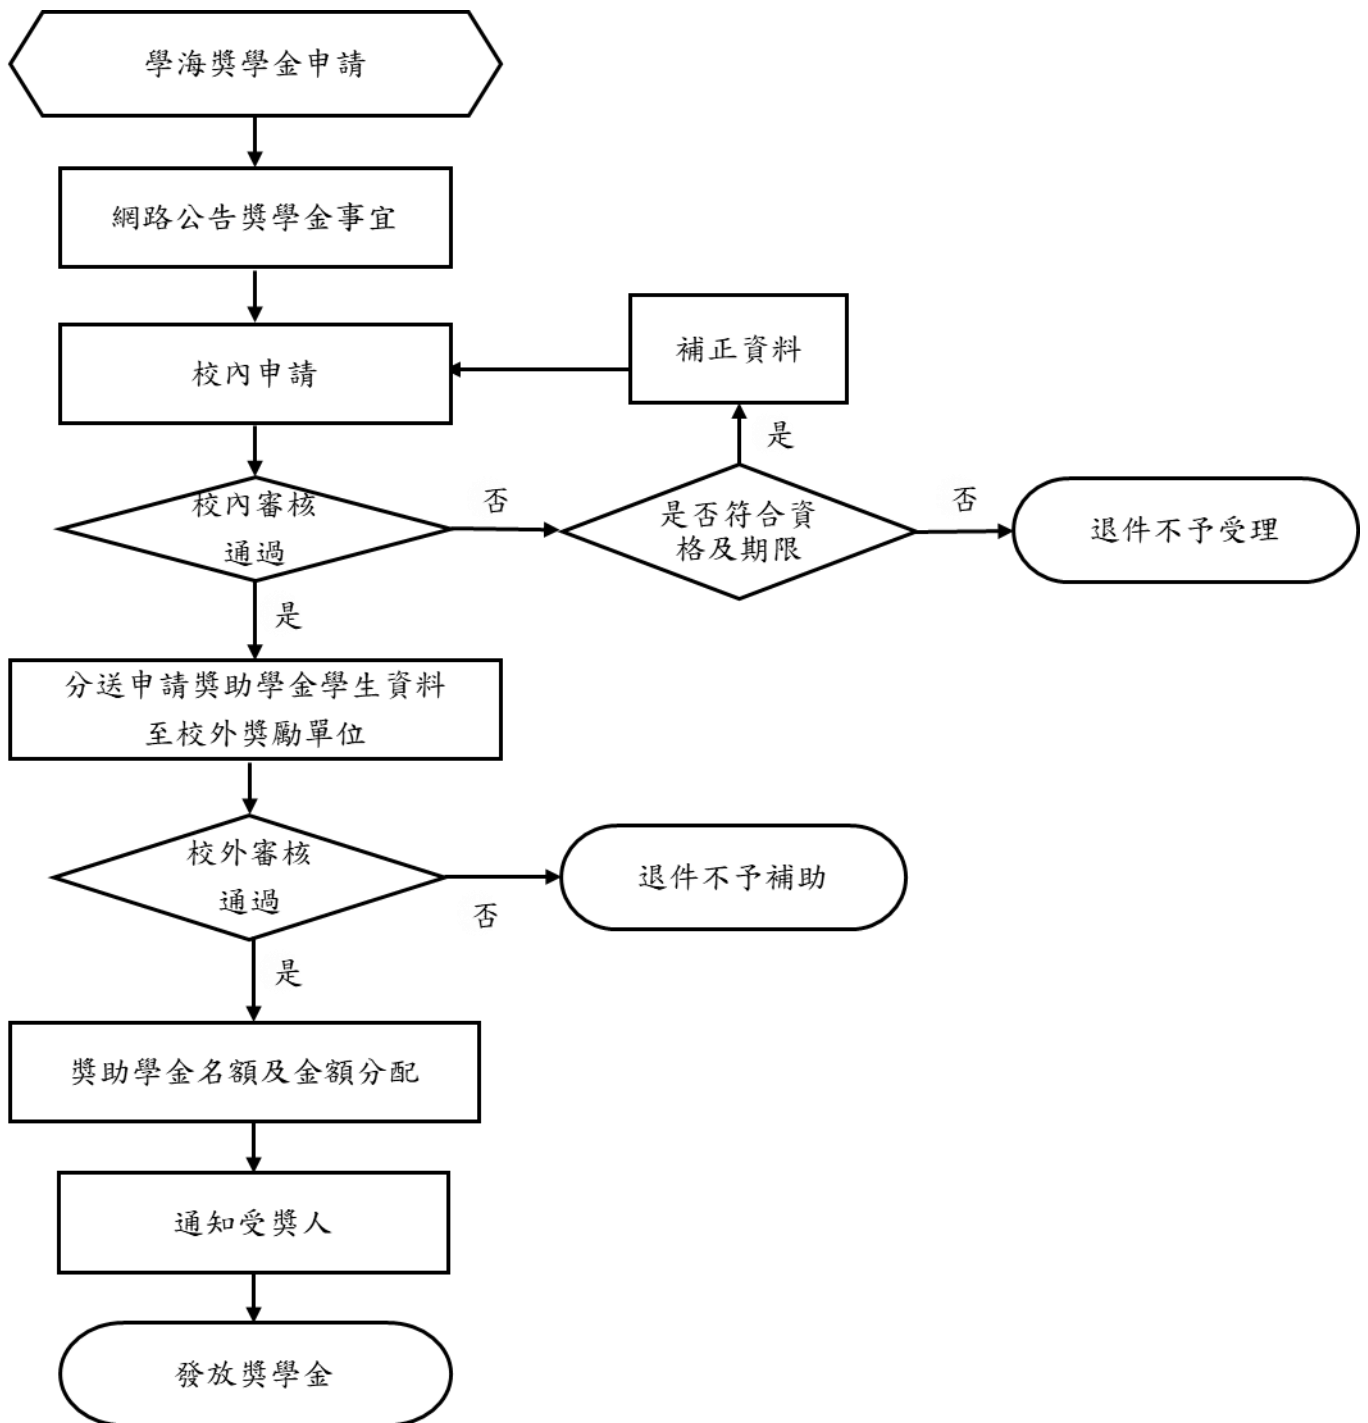 學海獎學金申請
網路公告獎學金事宜
校內申請
補正資料
是
校內審核
通過
否
是否符合資
格及期限
否
退件不予受理
是
分送申請獎助學金學生資料
至校外獎勵單位
校外審核
通過
否
退件不予補助
是
獎助學金名額及金額分配
通知受獎人
發放獎學金